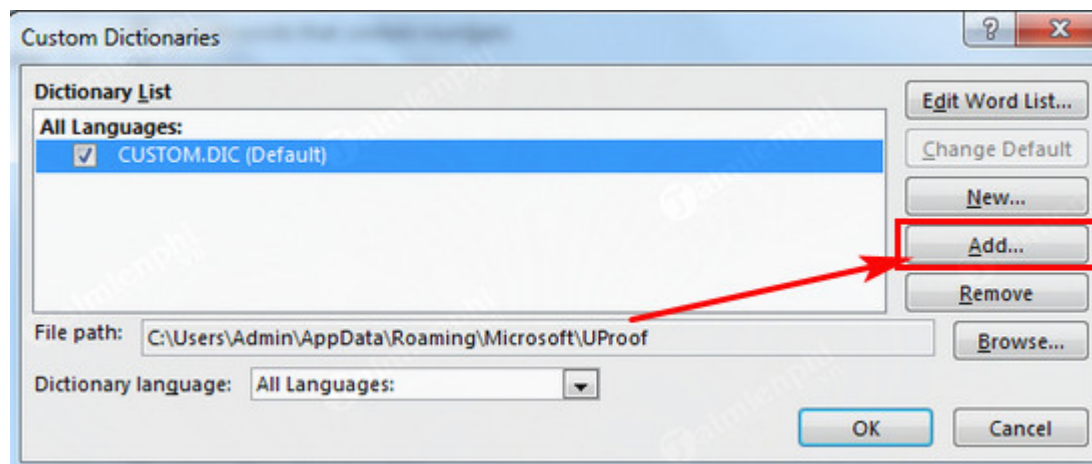 Custom Dictionaries
Dictionary List
All Languages:
CUSTOM.DIC (Default)
Edit Word List...
Change Default
New...
Add...
Remove
File path: C:\Users\Admin\AppData\Roaming\Microsoft\UProof
Browse...
Dictionary language: All Languages:
OK
Cancel